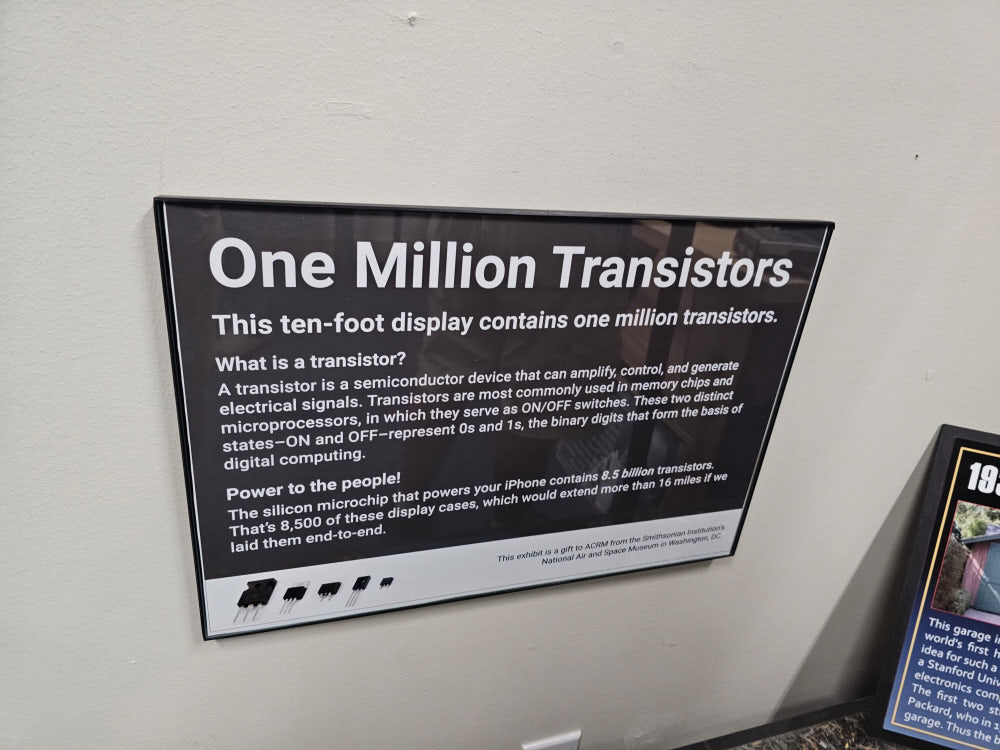 One Million Transistors
This ten-foot display contains one million transistors.
What is a transistor?
A transistor is a semiconductor device that can amplify, control, and generate
electrical signals. Transistors are most commonly used in memory chips and
microprocessors, in which they serve as ON/OFF switches. These two distinct
states–ON and OFF–represent 0s and 1s, the binary digits that form the basis of
digital computing.
Power to the people!
The silicon microchip that powers your iPhone contains 8.5 billion transistors.
That's 8,500 of these display cases, which would extend more than 16 miles if we
laid them end-to-end.
This exhibit is a gift to ACRM from the Smithsonian Institution's
National Air and Space Museum in Washington, DC.
This garage
world's first
idea for such a
a Stanford
electronics
The first two
Packard, who in
garage. Thus the